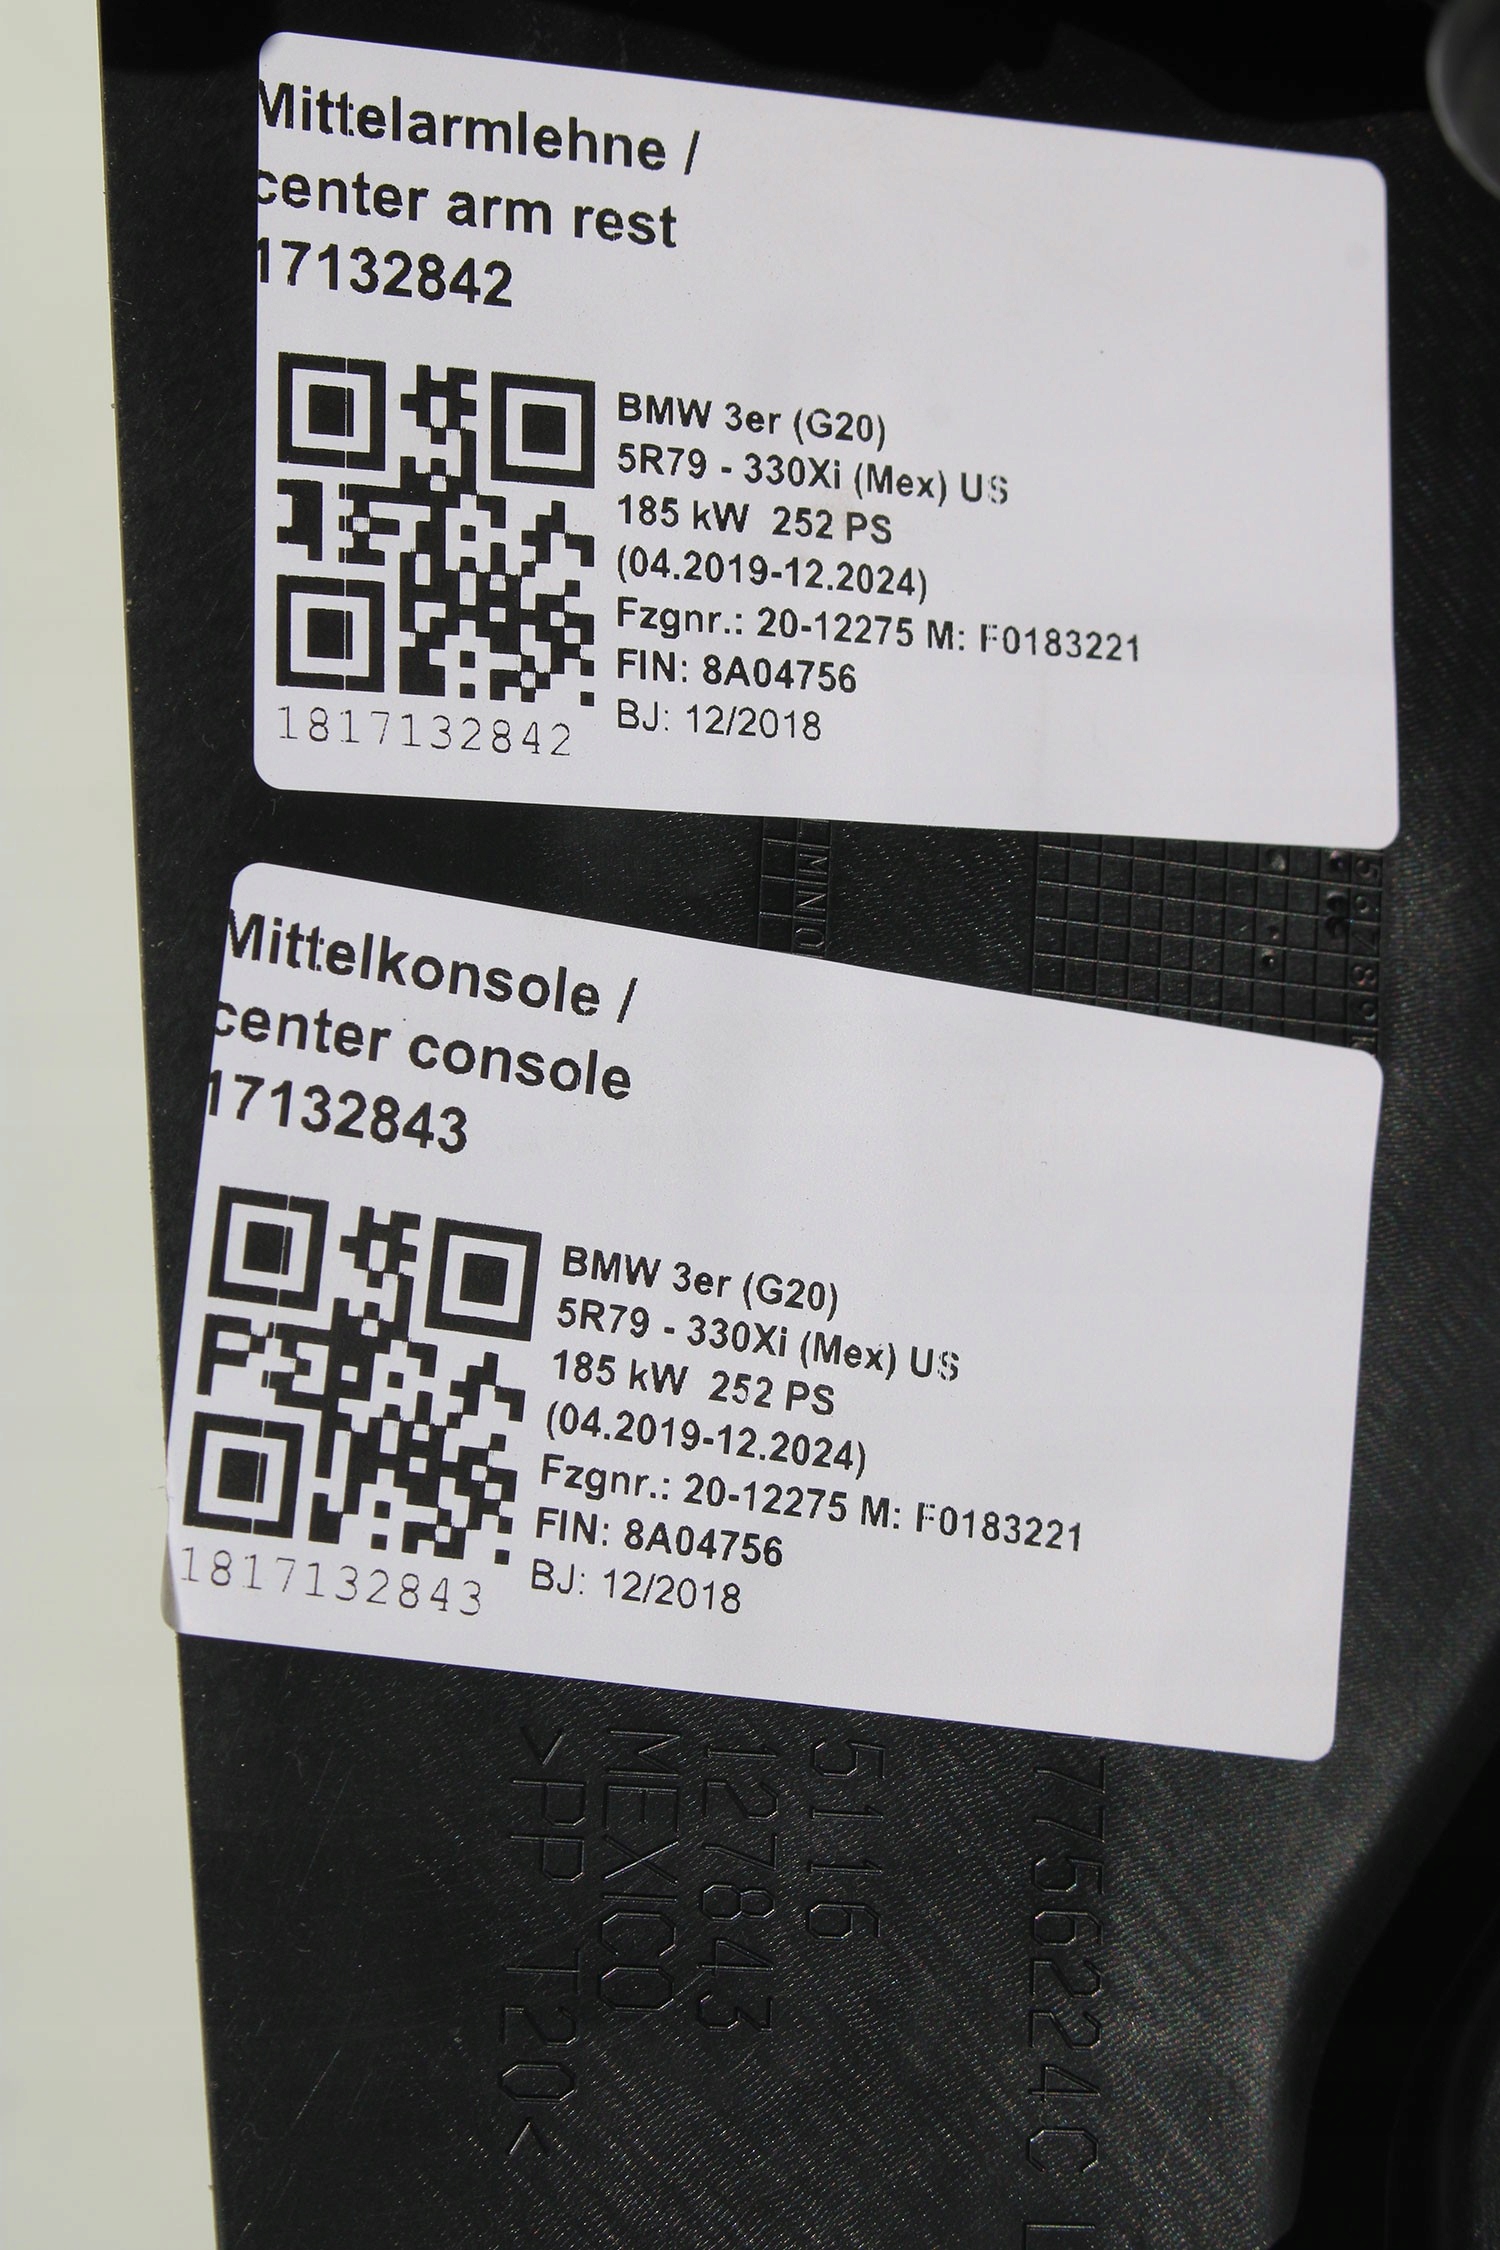 Mittelarmlehne /
center arm rest
17132842
BMW 3er (G20)
5R79 - 330Xi (Mex) US
185 kW 252 PS
(04.2019-12.2024)
Fzgnr.: 20-12275 M: F0183221
FIN: 8A04756
BJ: 12/2018
1817132842
Mittelkonsole /
center console
17132843
BMW 3er (G20)
5R79 - 330Xi (Mex) US
185 kW 252 PS
(04.2019-12.2024)
Fzgnr.: 20-12275 M: F0183221
FIN: 8A04756
BJ: 12/2018
1817132843
7756224
5116
127843
MEXICO
>PP T20<